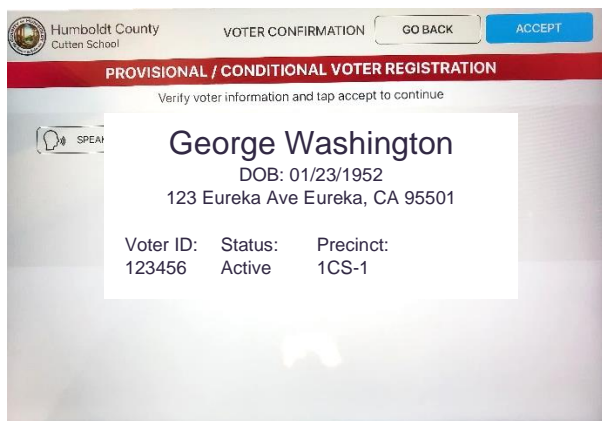 Humboldt County
Cutten School
VOTER CONFIRMATION
GO BACK
ACCEPT
PROVISIONAL / CONDITIONAL VOTER REGISTRATION
Verify voter information and tap accept to continue
SPEAK
George Washington
DOB: 01/23/1952
123 Eureka Ave Eureka, CA 95501
Voter ID: Status: Precinct:
123456 Active 1CS-1